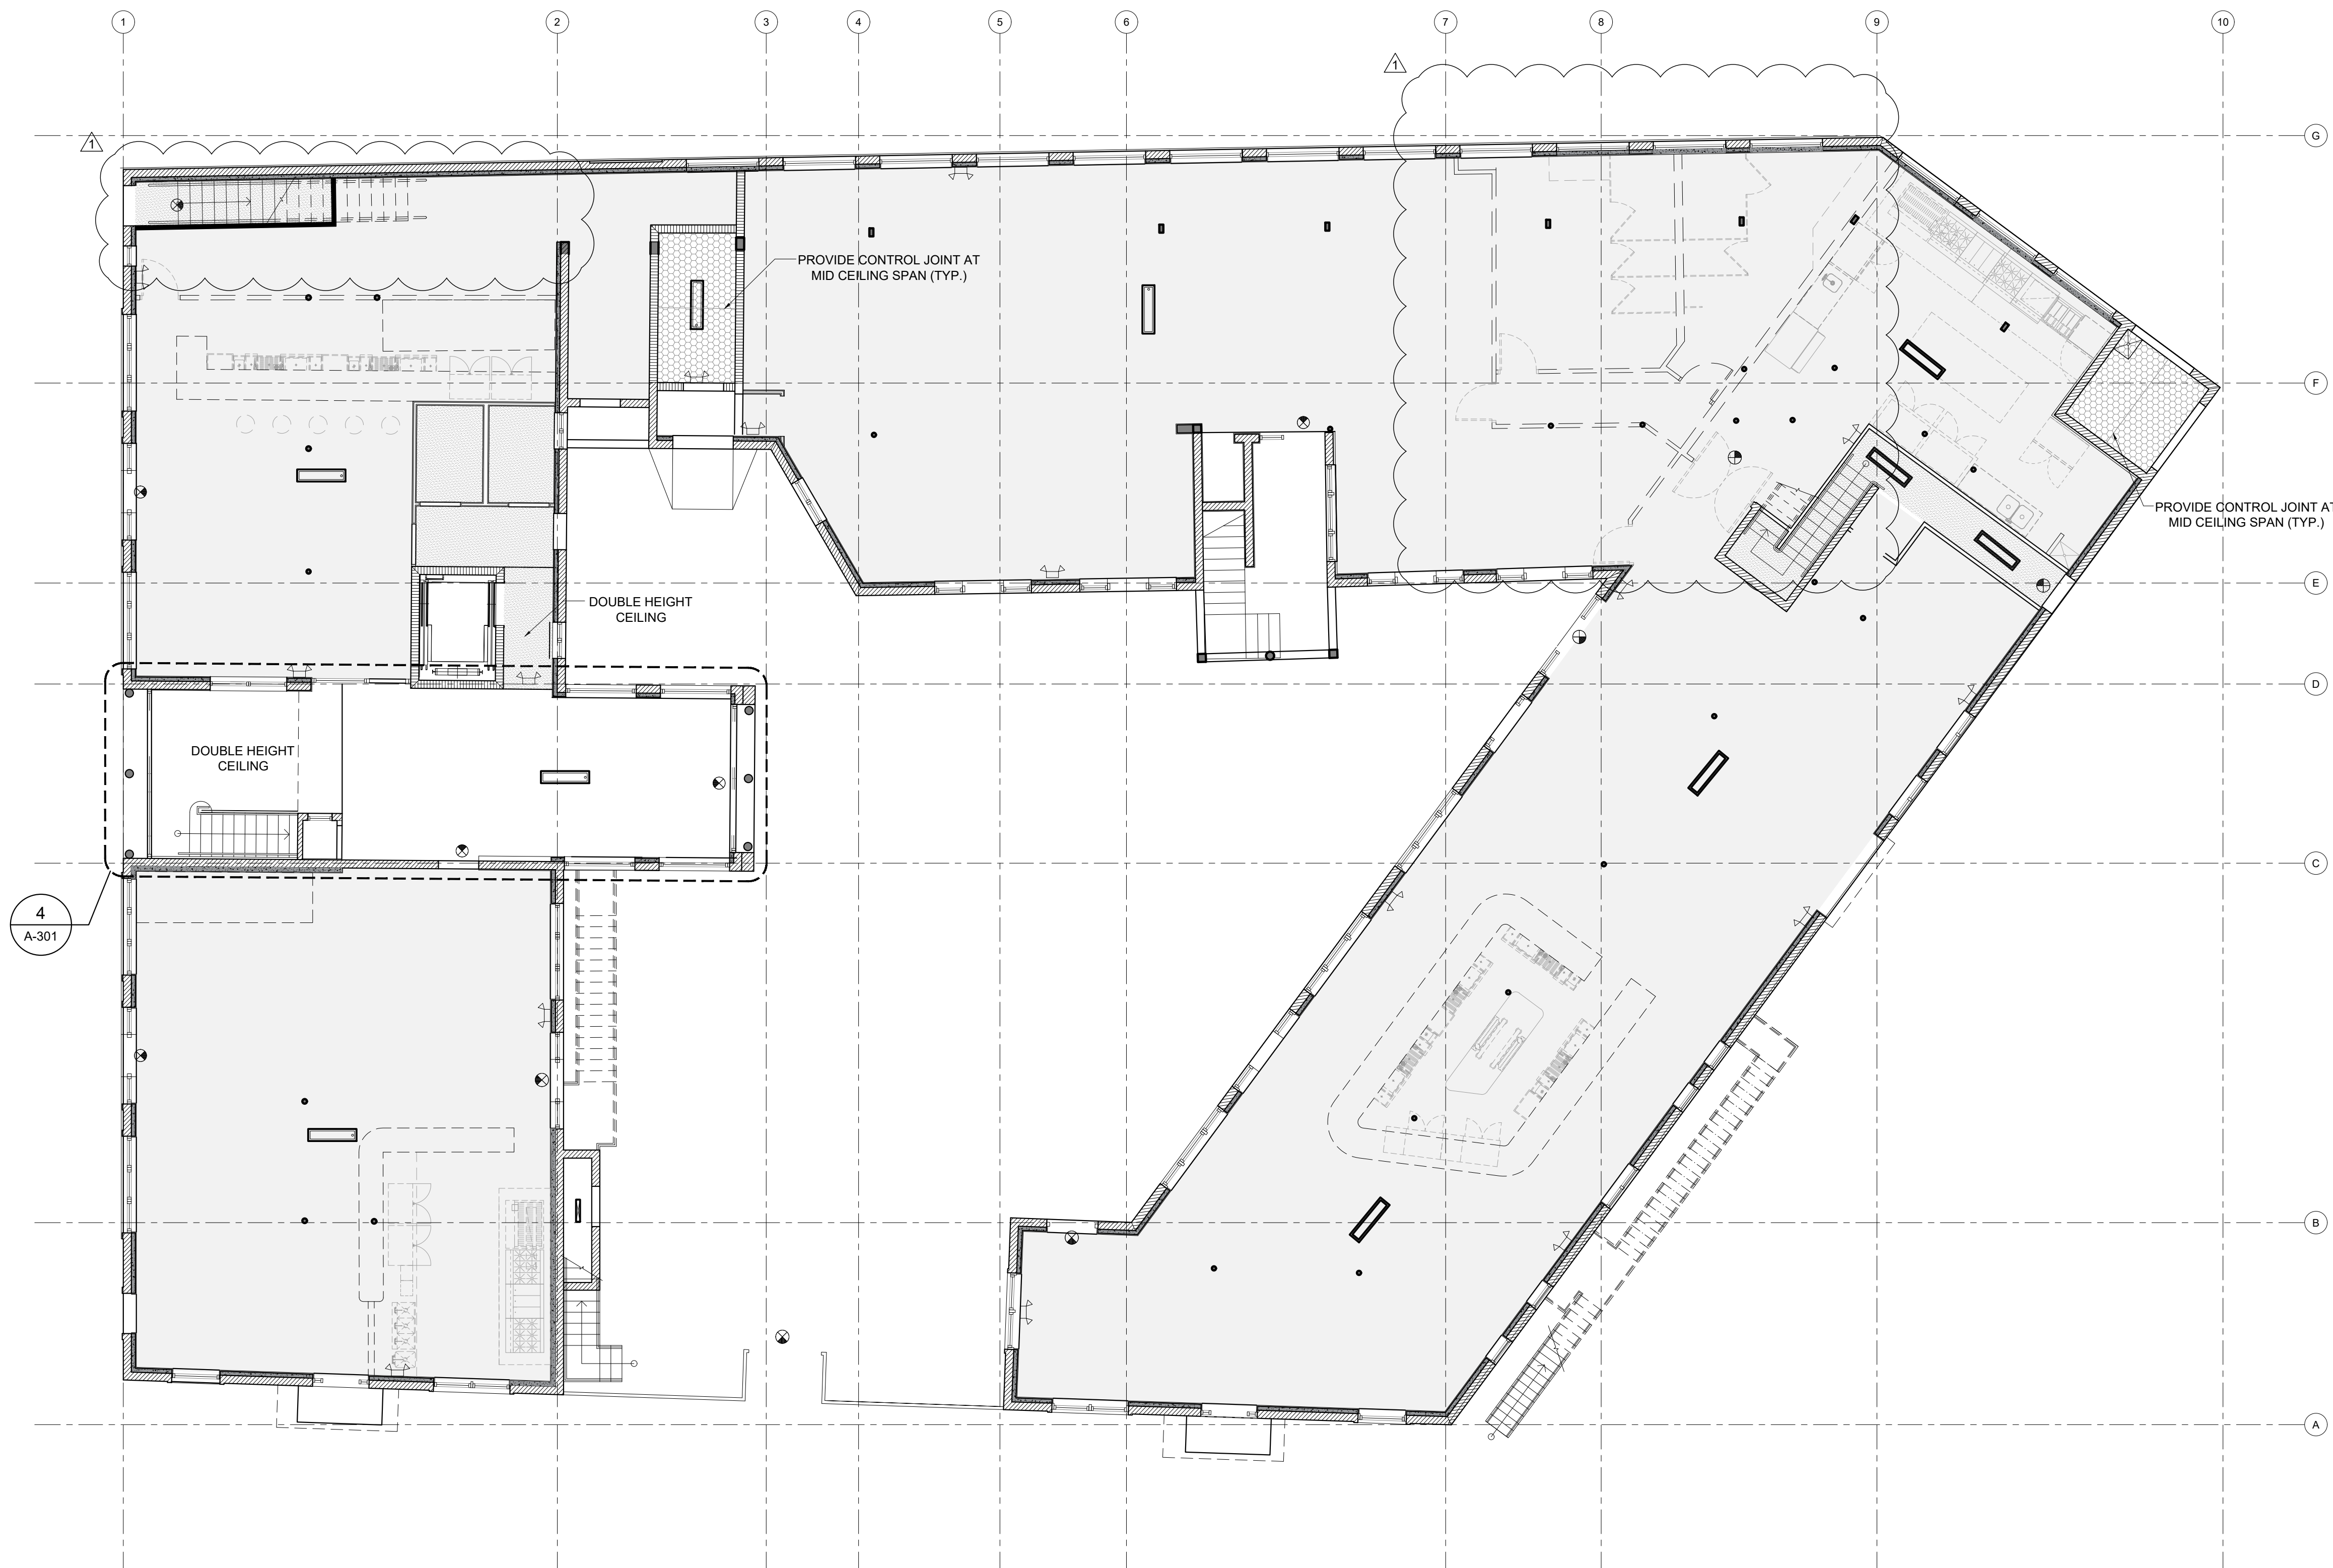 1
2
3
4
5
6
7
8
9
10
1
1
G
PROVIDE CONTROL JOINT AT
MID CEILING SPAN (TYP.)
F
PROVIDE CONTROL JOINT AT
MID CEILING SPAN (TYP.)
E
DOUBLE HEIGHT
CEILING
D
DOUBLE HEIGHT
CEILING
C
4
A-301
B
A